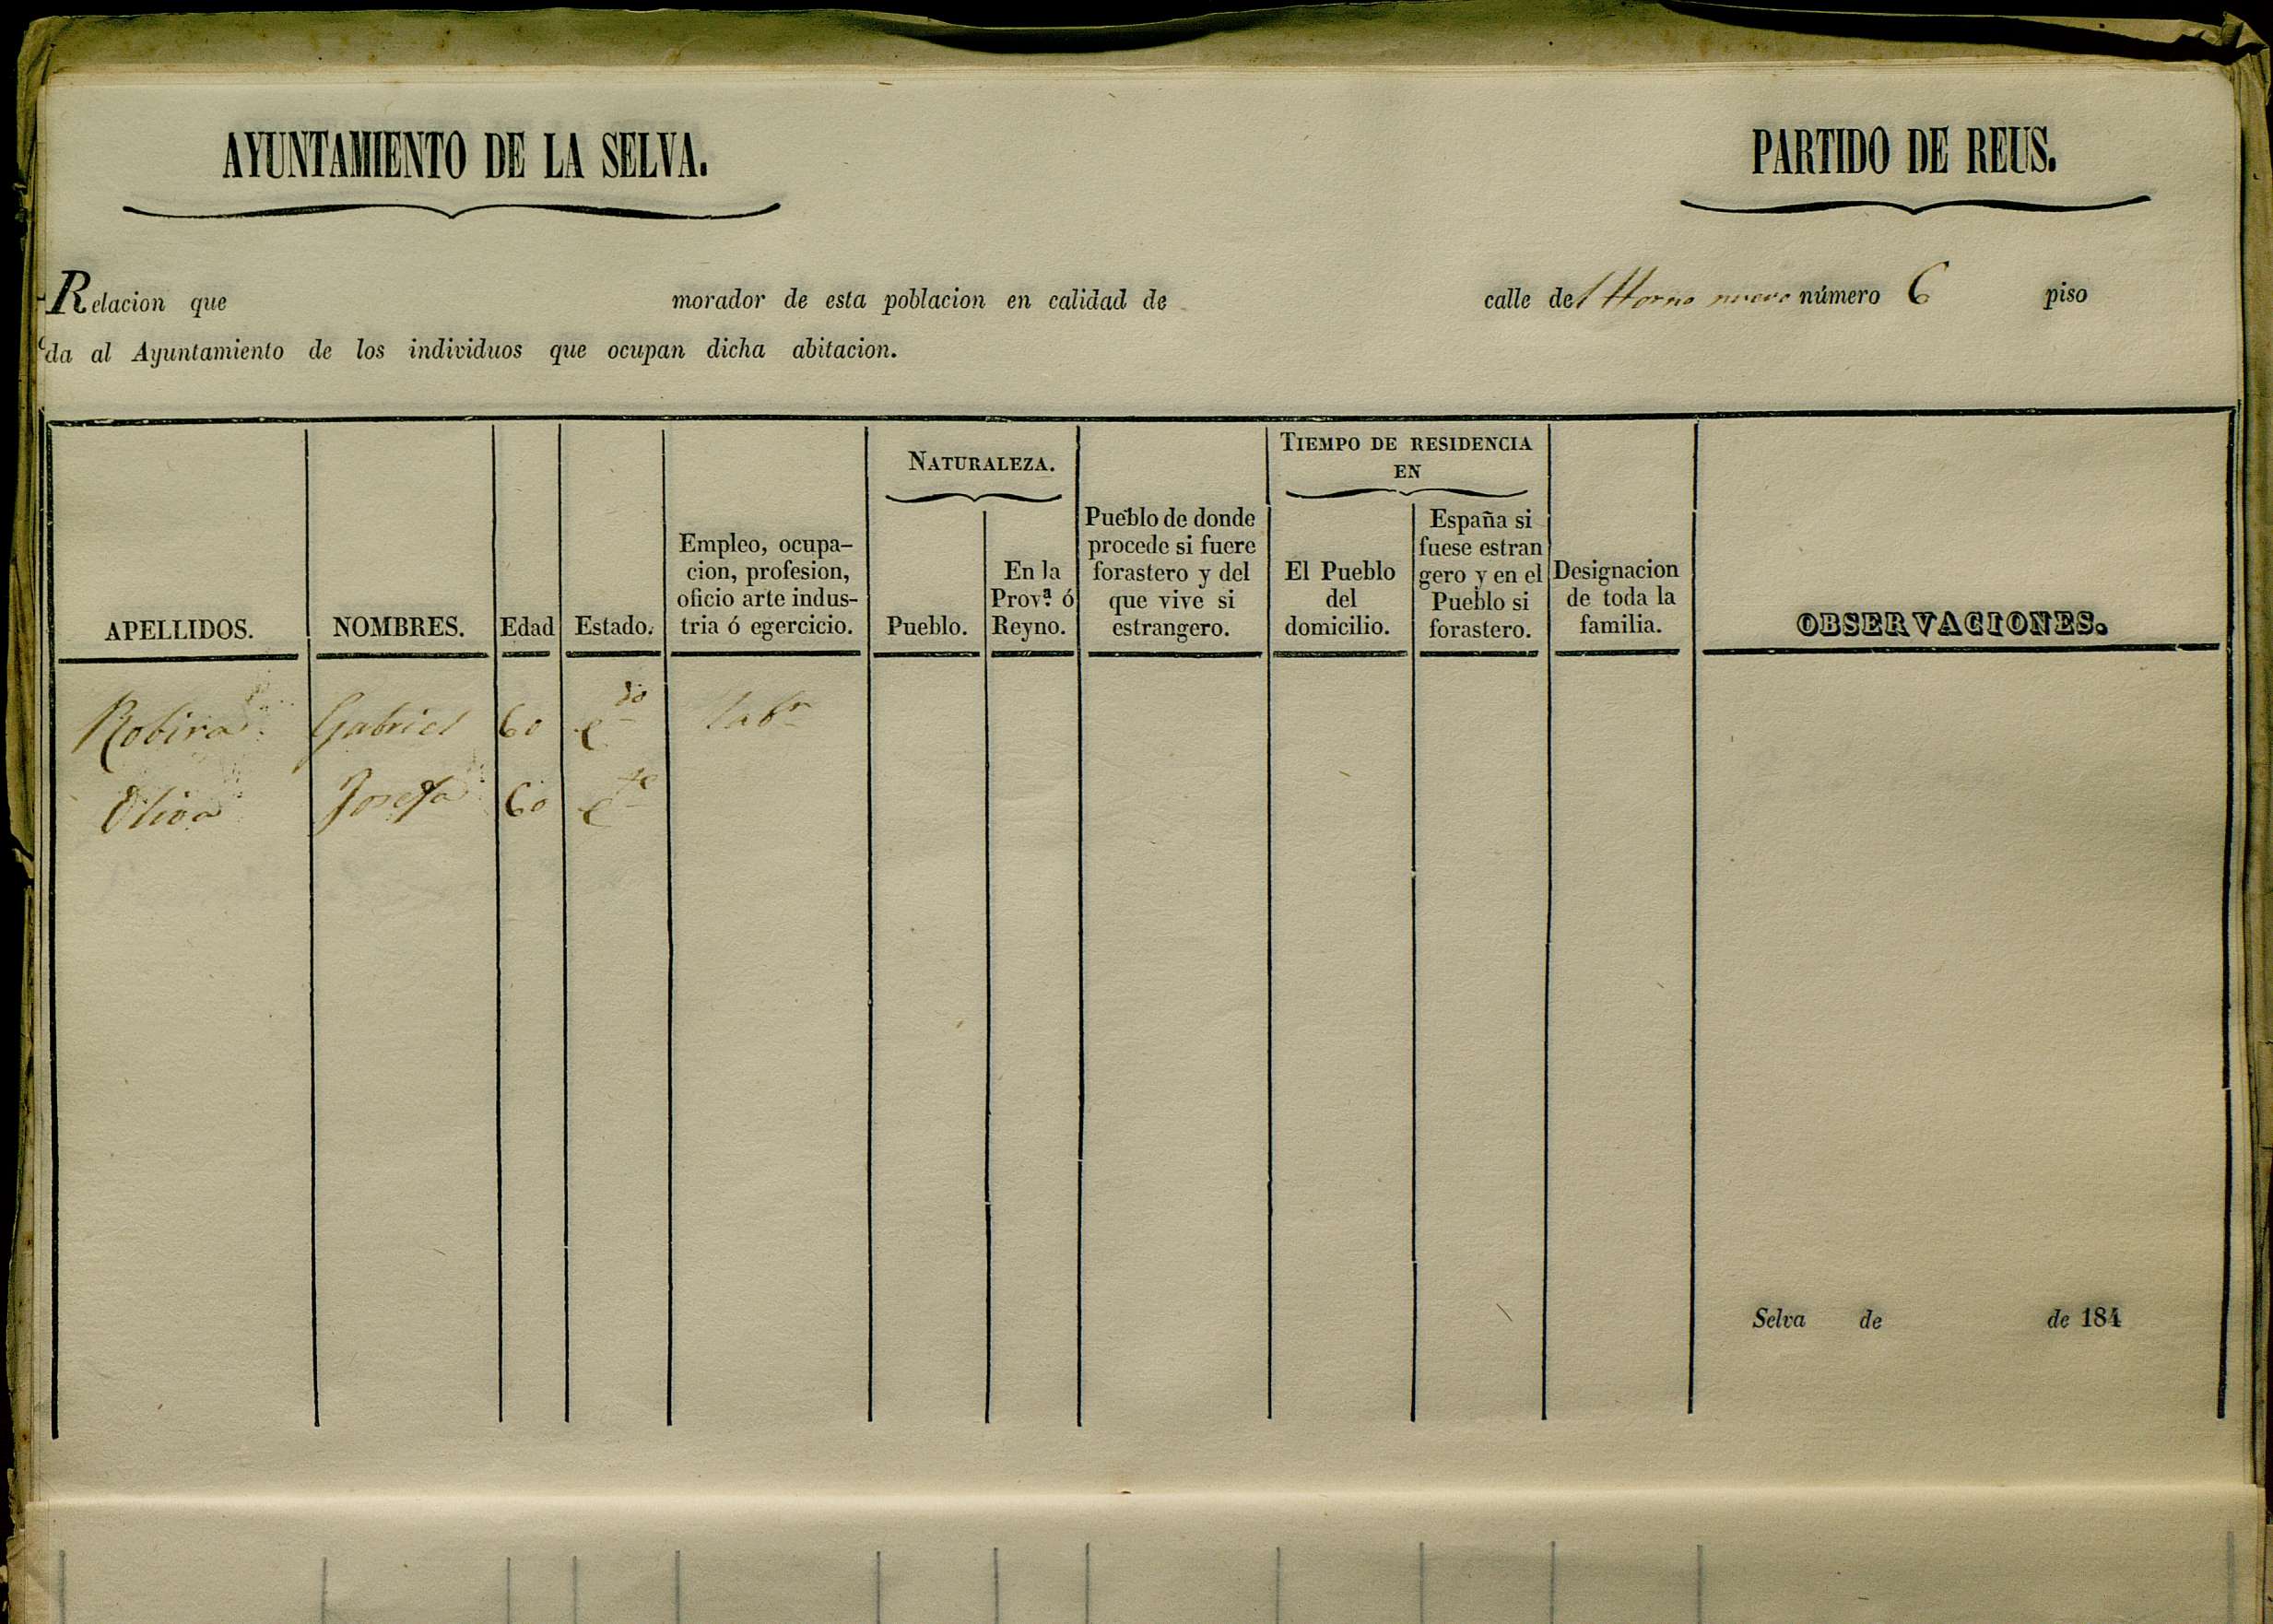 AYUNTAMIENTO DE LA SELVA.
PARTIDO DE REUS.
Relacion que morador de esta poblacion en calidad de calle del Horno nuevo número 6 piso
da al Ayuntamiento de los individuos que ocupan dicha abitacion.
APELLIDOS.
NOMBRES.
Edad
Estado.
Empleo, ocupa-
cion, profesion,
oficio arte indus-
tria ó egercicio.
NATURALEZA.
Pueblo.
En la
Prov.ª ó
Reyno.
Pueblo de donde
procede si fuere
forastero y del
que vive si
estrangero.
TIEMPO DE RESIDENCIA
EN
El Pueblo
del
domicilio.
España si
fuese estran
gero y en el
Pueblo si
forastero.
Designacion
de toda la
familia.
OBSERVACIONES.
Robira Gabriel 60 c.do labr
Oliva Josefa 60 c.
Selva de de 184